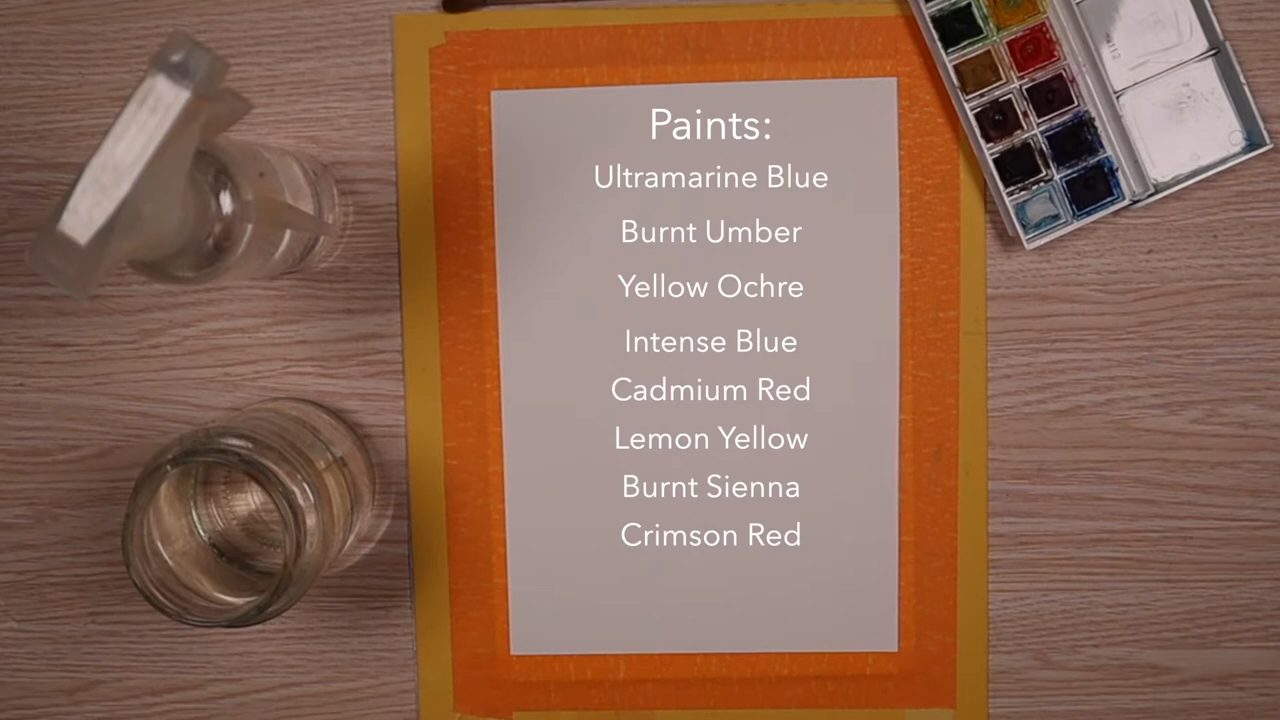 Paints:
Ultramarine Blue
Burnt Umber
Yellow Ochre
Intense Blue
Cadmium Red
Lemon Yellow
Burnt Sienna
Crimson Red